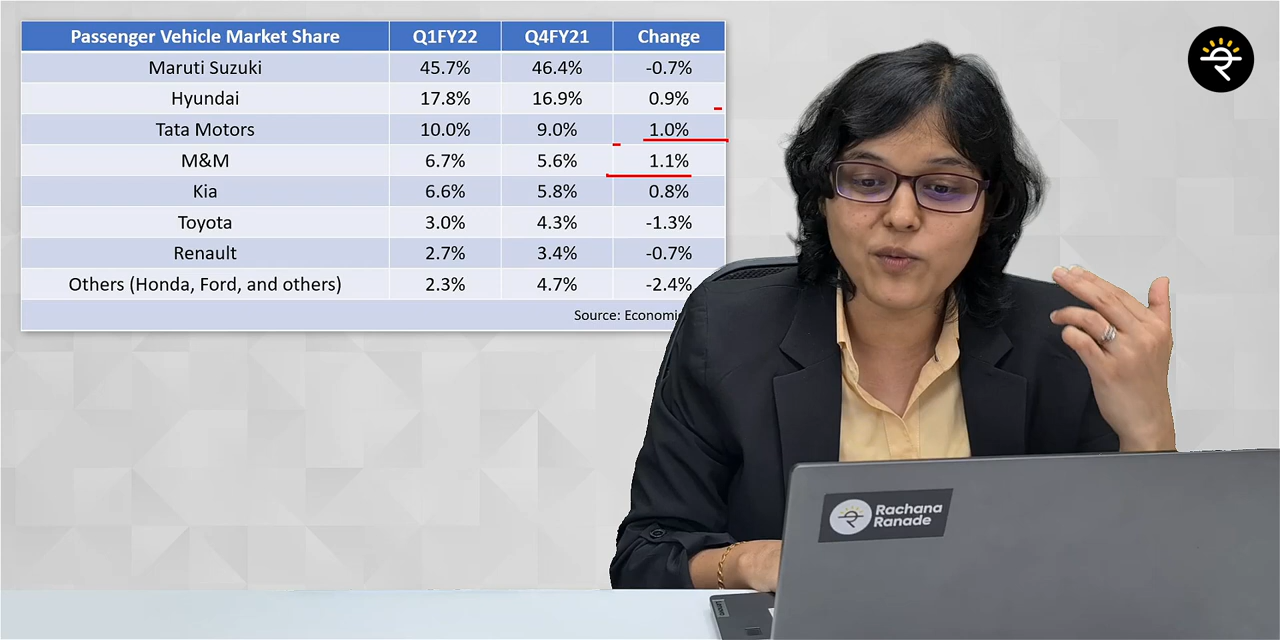 Passenger Vehicle Market Share Q1FY22 Q4FY21 Change
Maruti Suzuki 45.7% 46.4% -0.7%
Hyundai 17.8% 16.9% 0.9%
Tata Motors 10.0% 9.0% 1.0%
M&M 6.7% 5.6% 1.1%
Kia 6.6% 5.8% 0.8%
Toyota 3.0% 4.3% -1.3%
Renault 2.7% 3.4% -0.7%
Others (Honda, Ford, and others) 2.3% 4.7% -2.4%
Source: Economi
Rachana
Ranade
Lenovo